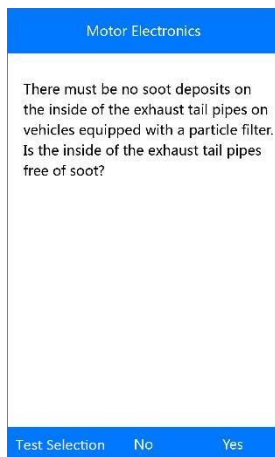 Motor Electronics
There must be no soot deposits on
the inside of the exhaust tail pipes on
vehicles equipped with a particle filter.
Is the inside of the exhaust tail pipes
free of soot?
Test Selection No Yes